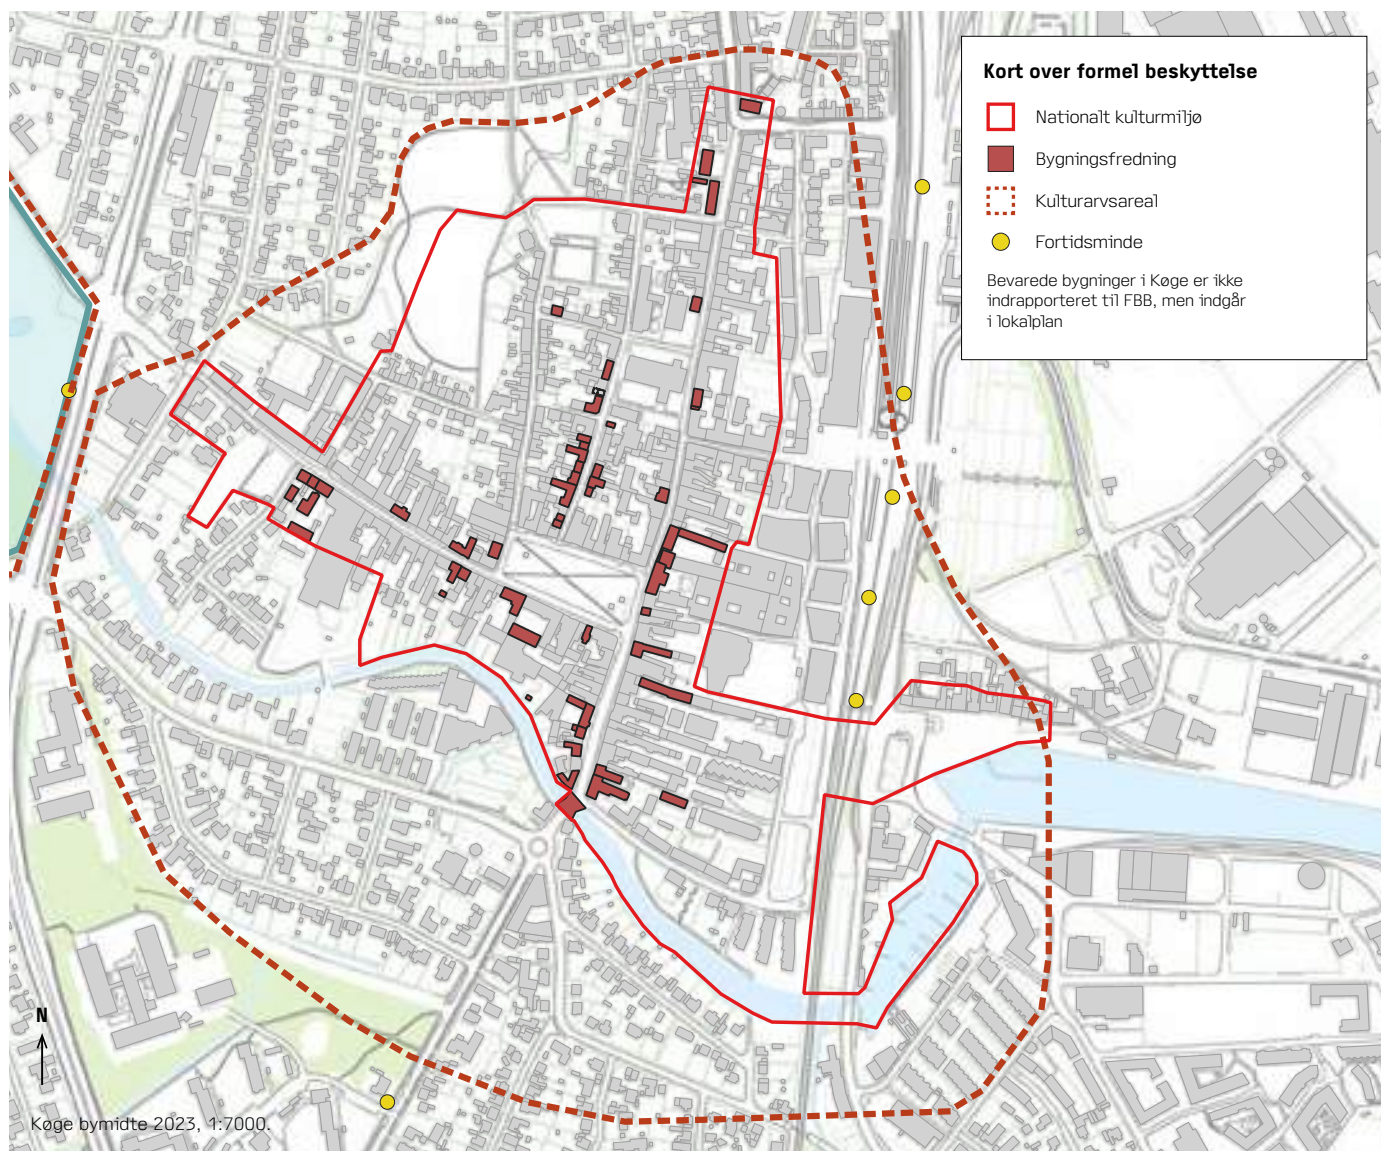 Kort over formel beskyttelse
Nationalt kulturmiljø
Bygningsfredning
Kulturarvsareal
Fortidsminde
Bevarede bygninger i Køge er ikke
indrapporteret til FBB, men indgår
i lokalplan
N
Køge bymidte 2023, 1:7000.